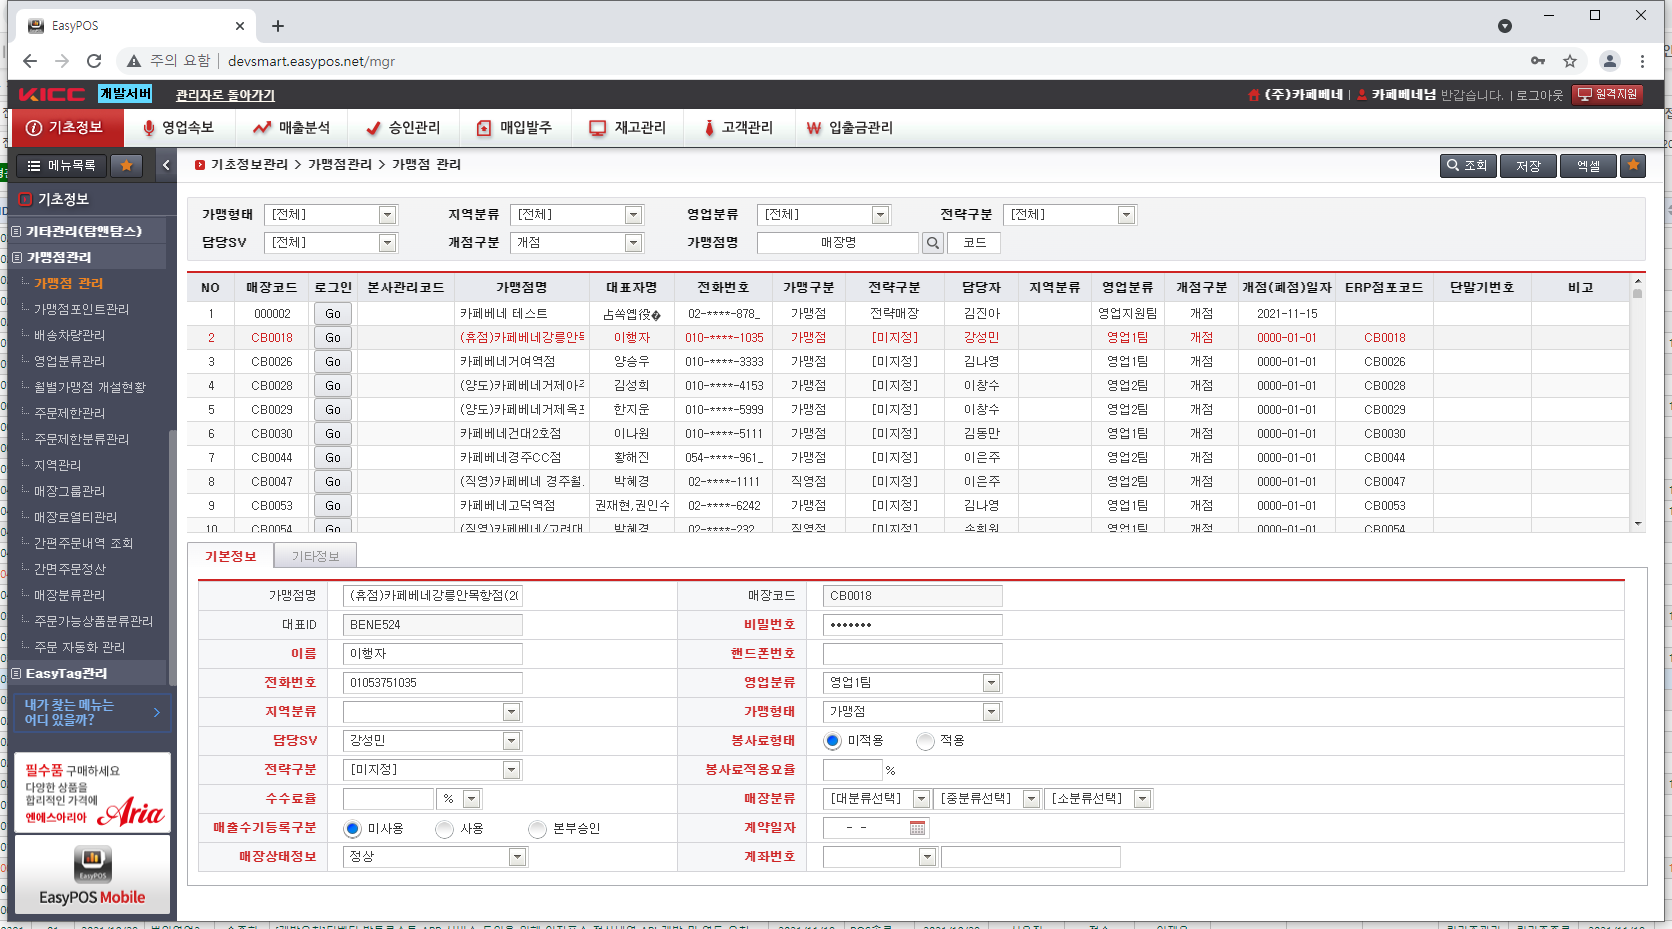 EasyPOS
주의 요함 | devsmart.easypos.net/mgr
KICC 개발서버 관리자로 돌아가기 (주)카페베네 | 카페베네님 반갑습니다. | 로그아웃 원격지원
기초정보 영업속보 매출분석 승인관리 매입발주 재고관리 고객관리 입출금관리
메뉴목록
기초정보관리 > 가맹점관리 > 가맹점 관리 조회 저장 엑셀
기초정보
기타관리(탐앤탐스)
가맹점관리
가맹점 관리
가맹점포인트관리
배송차량관리
영업분류관리
월별가맹점 개설현황
주문제한관리
주문제한분류관리
지역관리
매장그룹관리
매장로열티관리
간편주문내역 조회
간면주문정산
매장분류관리
주문가능상품분류관리
주문 자동화 관리
EasyTag관리
내가 찾는 메뉴는
어디 있을까?
필수품 구매하세요
다양한 상품을
합리적인 가격에
엔에스아리아 Aria
EasyPOS
EasyPOS Mobile
가맹형태 [전체] 지역분류 [전체] 영업분류 [전체] 전략구분 [전체]
담당SV [전체] 개점구분 개점 가맹점명 매장명 코드
NO 매장코드 로그인 본사관리코드 가맹점명 대표자명 전화번호 가맹구분 전략구분 담당자 지역분류 영업분류 개점구분 개점(폐점)일자 ERP점포코드 단말기번호 비고
1 000002 Go 카페베네 테스트 02-****-878_ 가맹점 전략매장 김진아 영업지원팀 개점 2021-11-15
2 CB0018 Go (휴점)카페베네강릉안목 이행자 010-****-1035 가맹점 [미지정] 강성민 영업1팀 개점 0000-01-01 CB0018
3 CB0026 Go 카페베네거여역점 양승우 010-****-3333 가맹점 [미지정] 김나영 영업1팀 개점 0000-01-01 CB0026
4 CB0028 Go (양도)카페베네거제아주 김성희 010-****-4153 가맹점 [미지정] 이창수 영업2팀 개점 0000-01-01 CB0028
5 CB0029 Go (양도)카페베네거제옥포 한지운 010-****-5999 가맹점 [미지정] 이창수 영업2팀 개점 0000-01-01 CB0029
6 CB0030 Go 카페베네건대2호점 이나원 010-****-5111 가맹점 [미지정] 김동만 영업1팀 개점 0000-01-01 CB0030
7 CB0044 Go 카페베네경주CC점 황해진 054-****-961_ 가맹점 [미지정] 이은주 영업2팀 개점 0000-01-01 CB0044
8 CB0047 Go (직영)카페베네 경주월. 박혜경 02-****-1111 직영점 [미지정] 이은주 영업2팀 개점 0000-01-01 CB0047
9 CB0053 Go 카페베네고덕역점 권재현,권인수 02-****-6242 가맹점 [미지정] 김나영 영업1팀 개점 0000-01-01 CB0053
10 CB0054 Go (직영)카페베네/고려대 박혜경 02-****-232_ 직영점 [미지정] 손희원 영업1팀 개점 0000-01-01 CB0054
기본정보 기타정보
가맹점명 (휴점)카페베네강릉안목항점(20 매장코드 CB0018
대표ID BENE524 비밀번호 •••••••
이름 이행자 핸드폰번호
전화번호 01053751035 영업분류 영업1팀
지역분류 가맹형태 가맹점
담당SV 강성민 봉사료형태 미적용 적용
전략구분 [미지정] 봉사료적용요율 %
수수료율 % 매장분류 [대분류선택] [중분류선택] [소분류선택]
매출수기등록구분 미사용 사용 본부승인 계약일자 - -
매장상태정보 정상 계좌번호